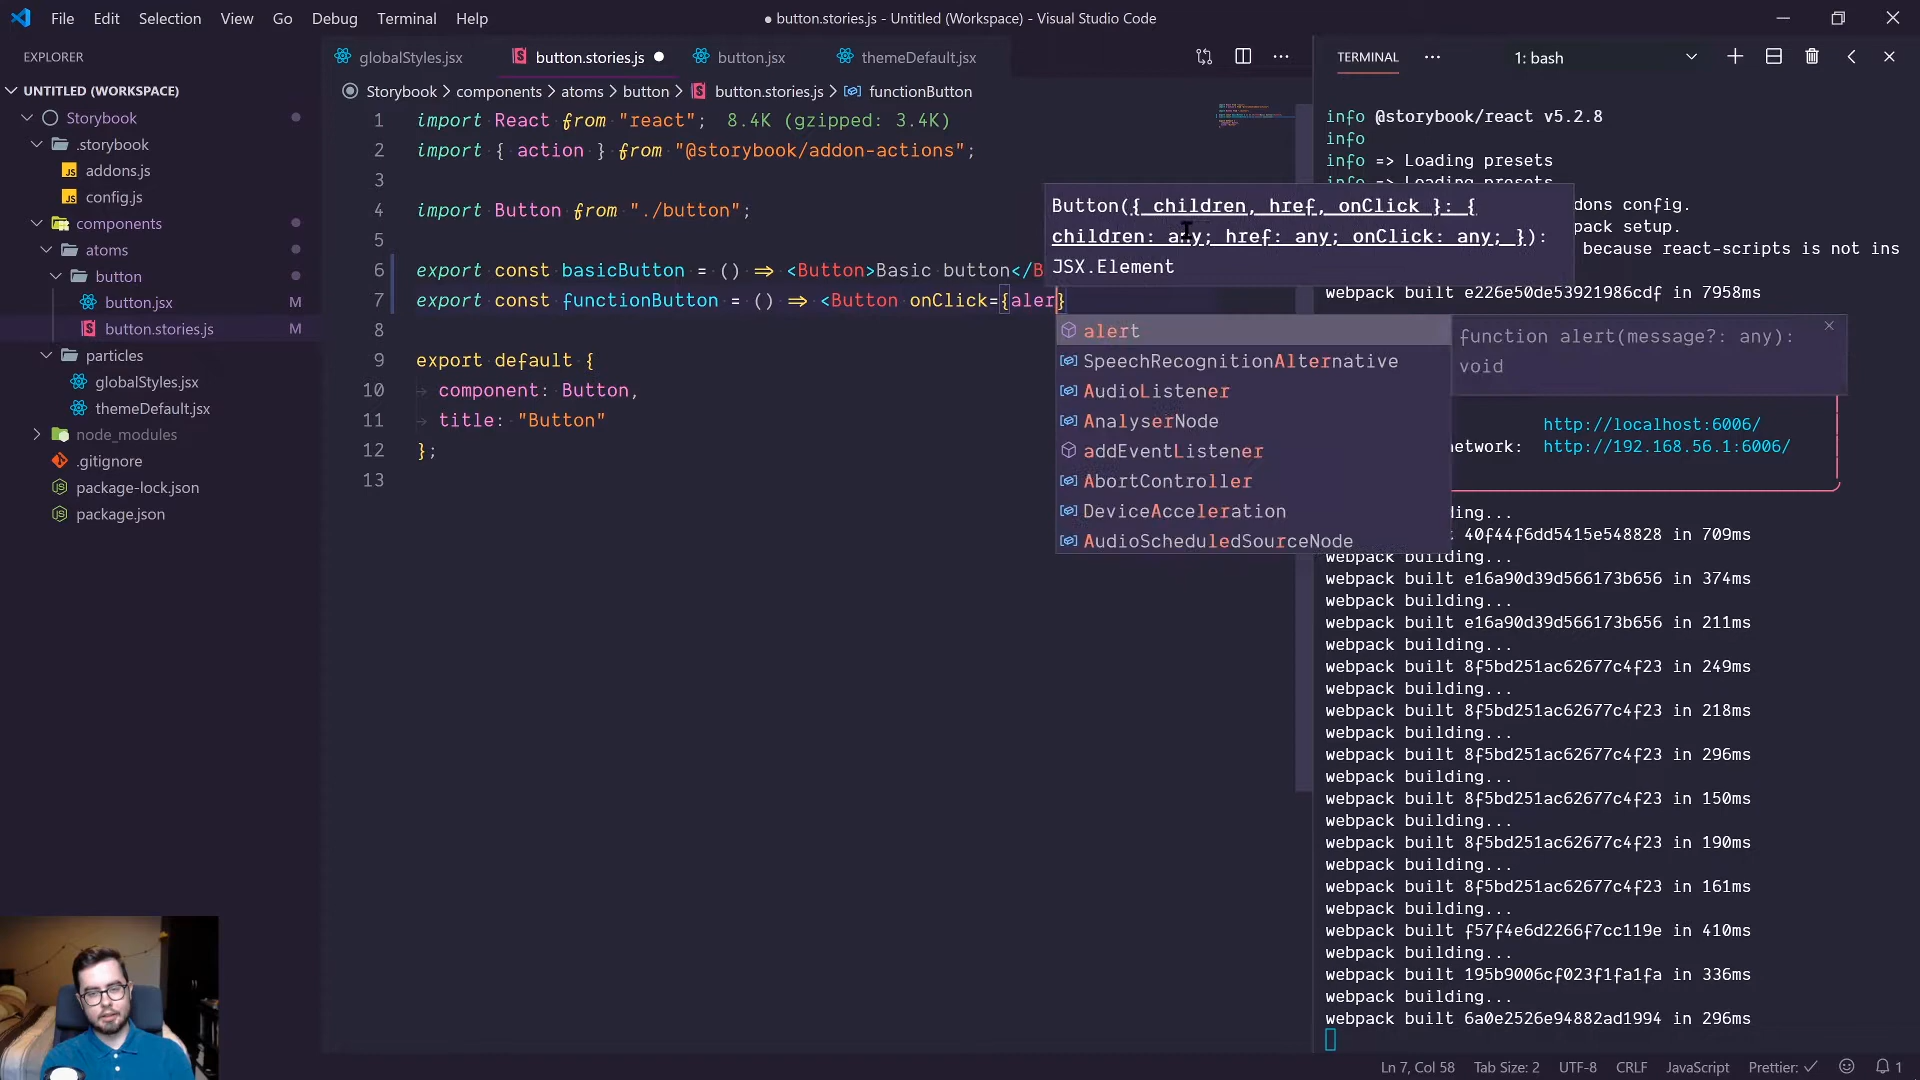 File Edit Selection View Go Debug Terminal Help
● button.stories.js - Untitled (Workspace) - Visual Studio Code
EXPLORER
UNTITLED (WORKSPACE)
Storybook
.storybook
addons.js
config.js
components
atoms
button
button.jsx M
button.stories.js M
particles
globalStyles.jsx
themeDefault.jsx
node_modules
.gitignore
package-lock.json
package.json
globalStyles.jsx button.stories.js button.jsx themeDefault.jsx
Storybook > components > atoms > button > button.stories.js > functionButton
1 import React from "react"; 8.4K (gzipped: 3.4K)
2 import { action } from "@storybook/addon-actions";
3
4 import Button from "./button";
5
6 export const basicButton = () => <Button>Basic button</B
7 export const functionButton = () => <Button onClick={aler}
8
9 export default {
10 component: Button,
11 title: "Button"
12 };
13
Button({ children, href, onClick }: {
children: any; href: any; onClick: any; }):
JSX.Element
alert
SpeechRecognitionAlternative
AudioListener
AnalyserNode
addEventListener
AbortController
DeviceAcceleration
AudioScheduledSourceNode
function alert(message?: any):
void
TERMINAL 1: bash
info @storybook/react v5.2.8
info
info => Loading presets
info => Loading presets
dons config.
pack setup.
because react-scripts is not ins
webpack built e226e50de53921986cdf in 7958ms
http://localhost:6006/
etwork: http://192.168.56.1:6006/
ding...
40f44f6dd5415e548828 in 709ms
webpack building...
webpack built e16a90d39d566173b656 in 374ms
webpack building...
webpack built e16a90d39d566173b656 in 211ms
webpack building...
webpack built 8f5bd251ac62677c4f23 in 249ms
webpack building...
webpack built 8f5bd251ac62677c4f23 in 218ms
webpack building...
webpack built 8f5bd251ac62677c4f23 in 296ms
webpack building...
webpack built 8f5bd251ac62677c4f23 in 150ms
webpack building...
webpack built 8f5bd251ac62677c4f23 in 190ms
webpack building...
webpack built 8f5bd251ac62677c4f23 in 161ms
webpack building...
webpack built f57f4e6d2266f7cc119e in 410ms
webpack building...
webpack built 195b9006cf023f1fa1fa in 336ms
webpack building...
webpack built 6a0e2526e94882ad1994 in 296ms
Ln 7, Col 58 Tab Size: 2 UTF-8 CRLF JavaScript Prettier: ✓ 1